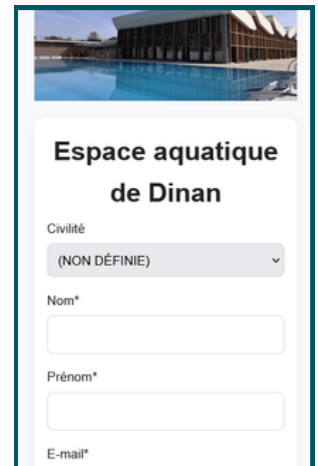 Espace aquatique
de Dinan
Civilité
(NON DÉFINIE)
Nom*
Prénom*
E-mail*